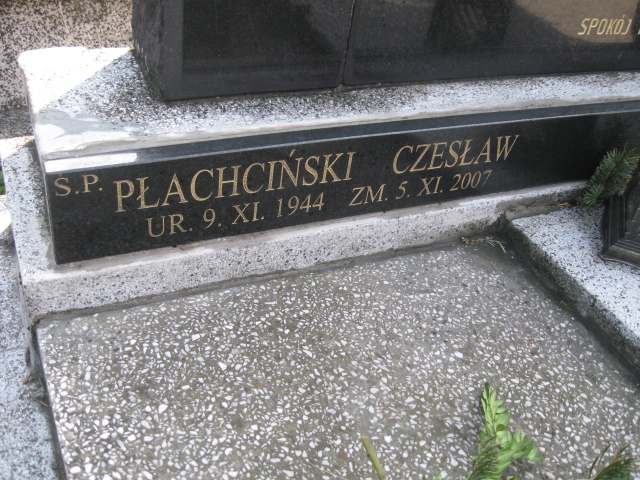 SPOKÓJ
Ś.P. PŁACHCIŃSKI CZESŁAW
UR. 9. XI. 1944 ZM. 5. XI. 2007